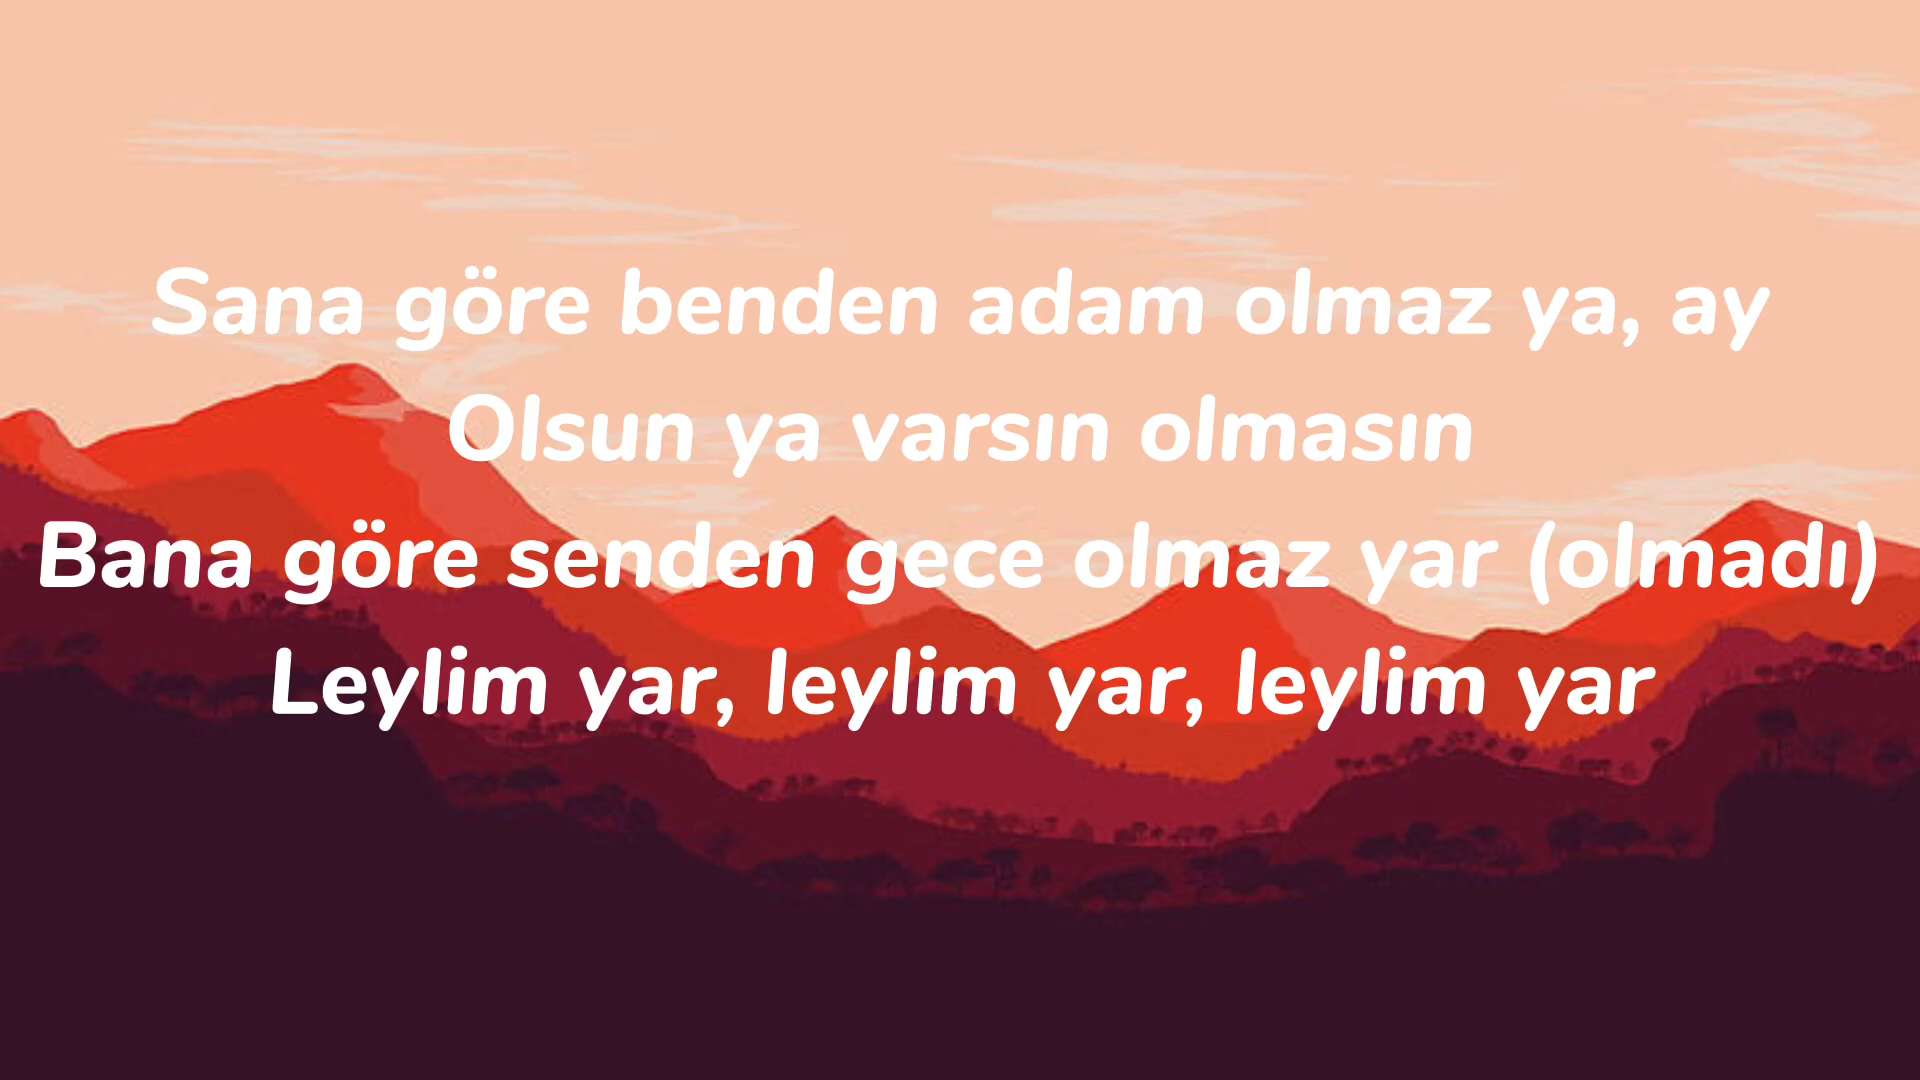 Sana göre benden adam olmaz ya, ay
Olsun ya varsın olmasın
Bana göre senden gece olmaz yar (olmadı)
Leylim yar, leylim yar, leylim yar